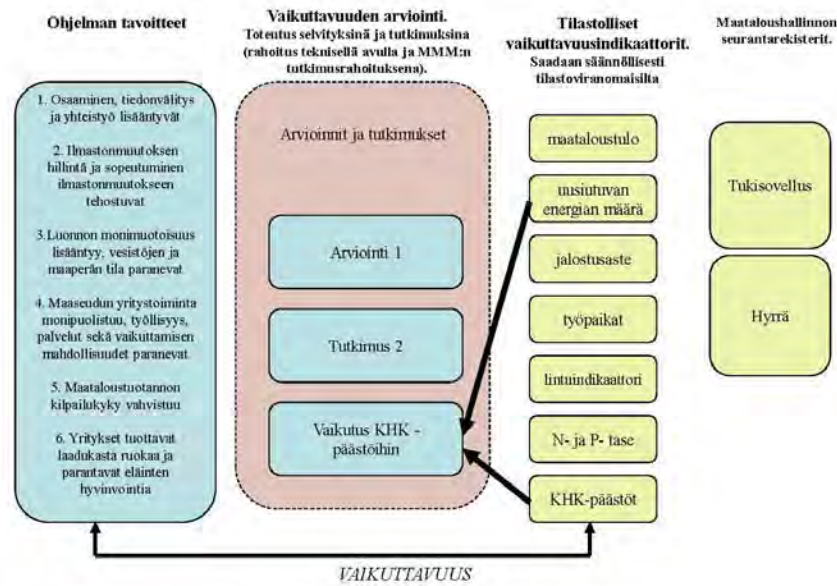 Ohjelman tavoitteet
1. Osaaminen, tiedonvälitys
ja yhteistyö lisääntyvät
2. Ilmastonmuutoksen
hillintä ja sopeutuminen
ilmastonmuutokseen
tehostuvat
3.Luonnon monimuotoisuus
lisääntyy, vesistöjen ja
maaperän tila paranevat
4. Maaseudun yritystoiminta
monipuolistuu, työllisyys,
palvelut sekä vaikuttamisen
mahdollisuudet paranevat
5. Maataloustuotannon
kilpailukyky vahvistuu
6. Yritykset tuottavat
laadukasta ruokaa ja
parantavat eläinten
hyvinvointia
Vaikuttavuuden arviointi.
Toteutus selvityksinä ja tutkimuksina
(rahoitus teknisellä avulla ja MMM:n
tutkimusrahoituksena).
Arvioinnit ja tutkimukset
Arviointi 1
Tutkimus 2
Vaikutus KHK -
päästöihin
Tilastolliset
vaikuttavuusindikaattorit.
Saadaan säännöllisesti
tilastoviranomaisilta
maataloustulo
uusiutuvan
energian määrä
jalostusaste
työpaikat
lintuindikaattori
N- ja P- tase
KHK-päästöt
Maataloushallinnon
seurantarekisterit.
Tukisovellus
Hyrrä
VAIKUTTAVUUS